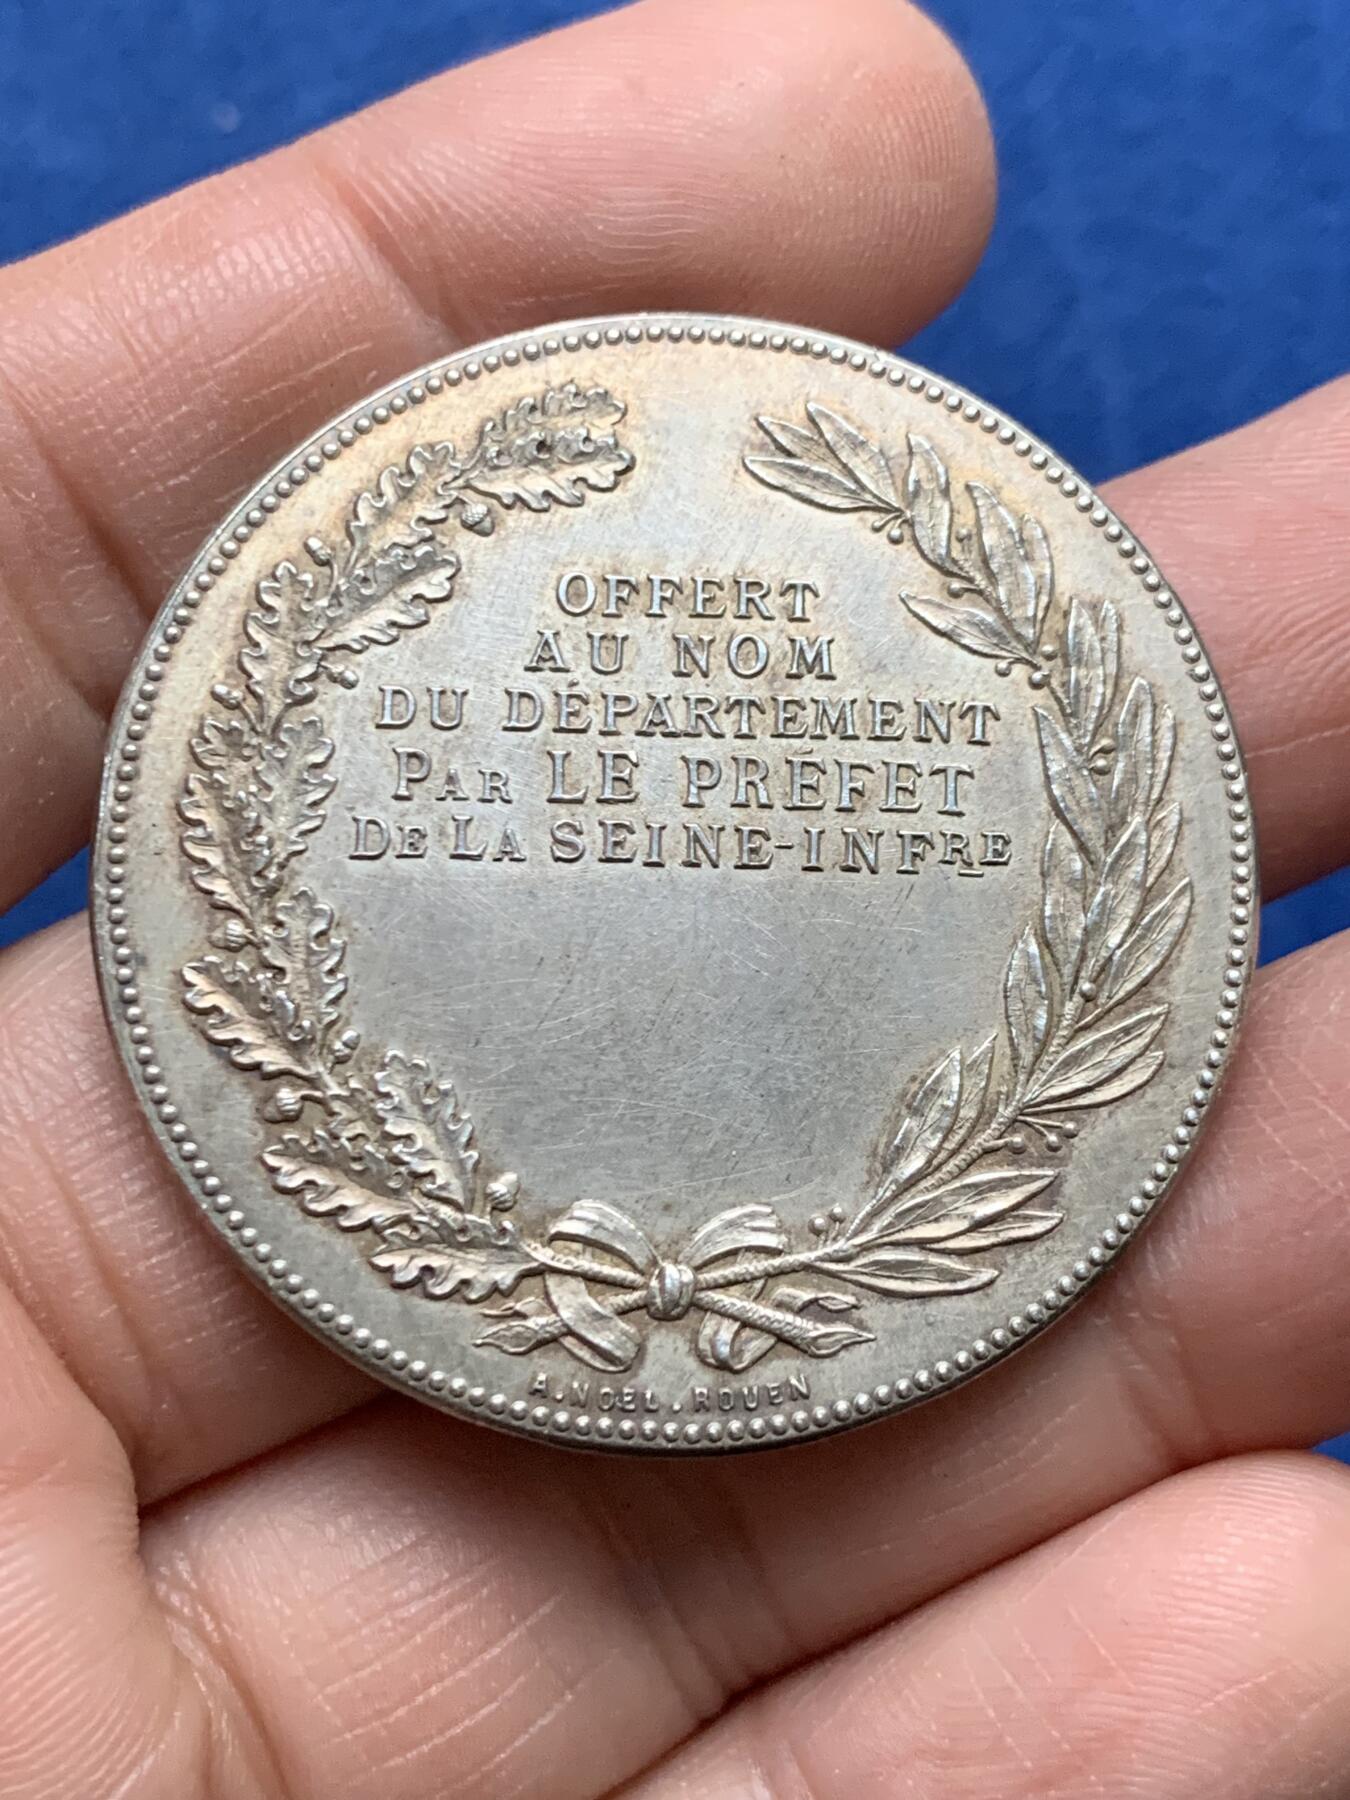 OFFERT
AU NOM
DU DÉPARTEMENT
PAR LE PRÉFET
DE LA SEINE-INFRE
A. NOEL. ROUEN